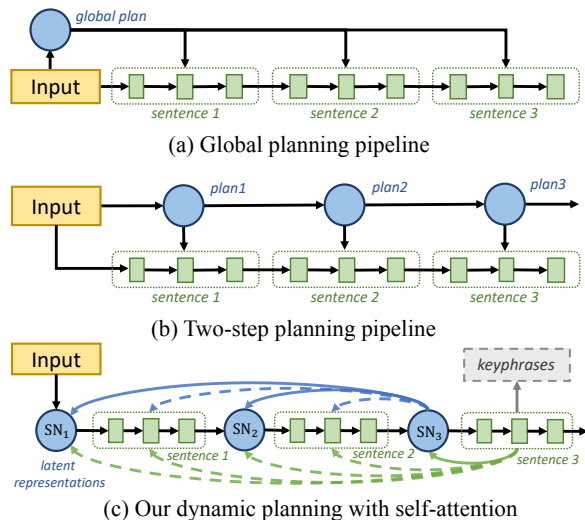 global plan
Input
sentence 1
sentence 2
sentence 3
(a) Global planning pipeline
Input
plan1
plan2
plan3
sentence 1
sentence 2
sentence 3
(b) Two-step planning pipeline
Input
keyphrases
SN1
SN2
SN3
sentence 1
sentence 2
sentence 3
latent
representations
(c) Our dynamic planning with self-attention